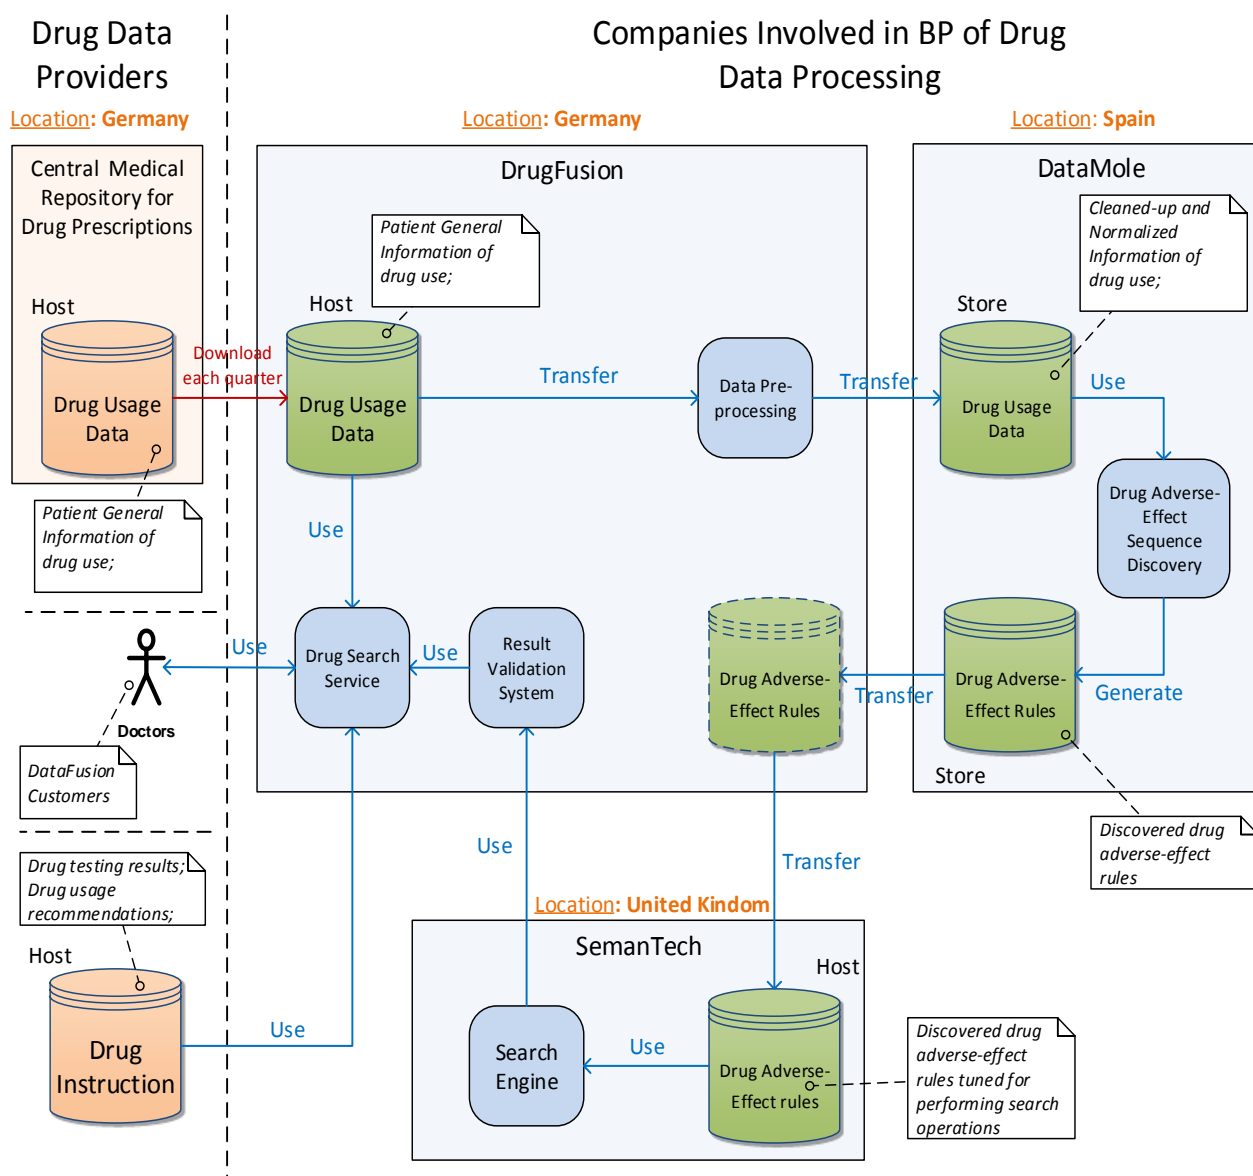 Drug Data
Providers
Companies Involved in BP of Drug
Data Processing
Location: Germany
Location: Germany
Location: Spain
Central Medical
Repository for
Drug Prescriptions
Host
Drug Usage
Data
Patient General
Information of
drug use;
Download
each quarter
DrugFusion
Patient General
Information of
drug use;
Host
Drug Usage
Data
Transfer
Data Pre-
processing
Transfer
DataMole
Cleaned-up and
Normalized
Information of
drug use;
Store
Drug Usage
Data
Use
Drug Adverse-
Effect
Sequence
Discovery
Generate
Drug Adverse-
Effect Rules
Store
Discovered drug
adverse-effect
rules
Transfer
Drug Adverse-
Effect Rules
Use
Drug Search
Service
Use
Result
Validation
System
Use
Doctors
DataFusion
Customers
Drug testing results;
Drug usage
recommendations;
Host
Drug
Instruction
Use
Use
Transfer
Location: United Kindom
SemanTech
Host
Search
Engine
Use
Drug Adverse-
Effect rules
Discovered drug
adverse-effect
rules tuned for
performing search
operations